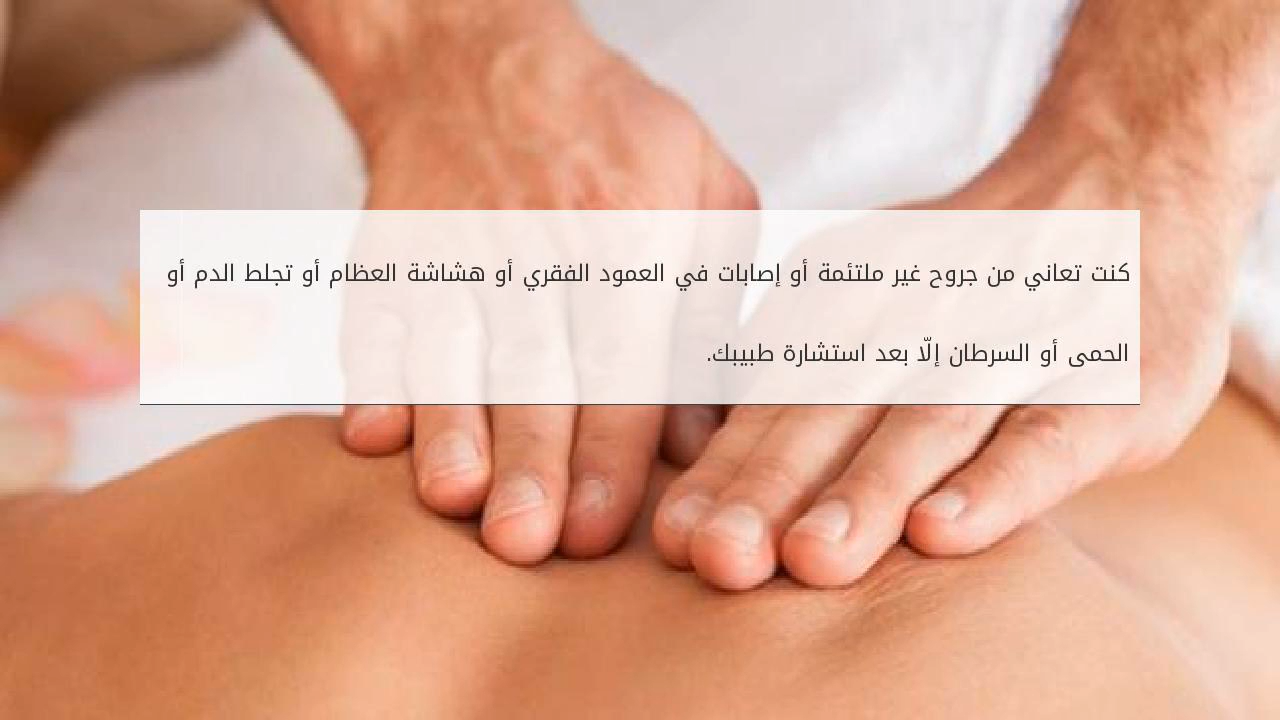 كنت تعاني من جروح غير ملتئمة أو إصابات في العمود الفقري أو هشاشة العظام أو تجلط الدم أو
الحمى أو السرطان إلّا بعد استشارة طبيبك.